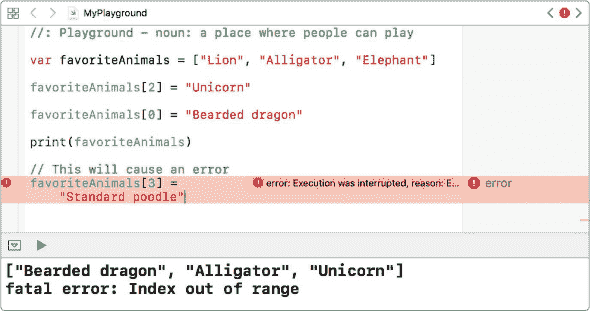 MyPlayground
//: Playground – noun: a place where people can play
var favoriteAnimals = ["Lion", "Alligator", "Elephant"]
favoriteAnimals[2] = "Unicorn"
favoriteAnimals[0] = "Bearded dragon"
print(favoriteAnimals)
// This will cause an error
favoriteAnimals[3] = error: Execution was interrupted, reason: E... error
"Standard poodle"
["Bearded dragon", "Alligator", "Unicorn"]
fatal error: Index out of range